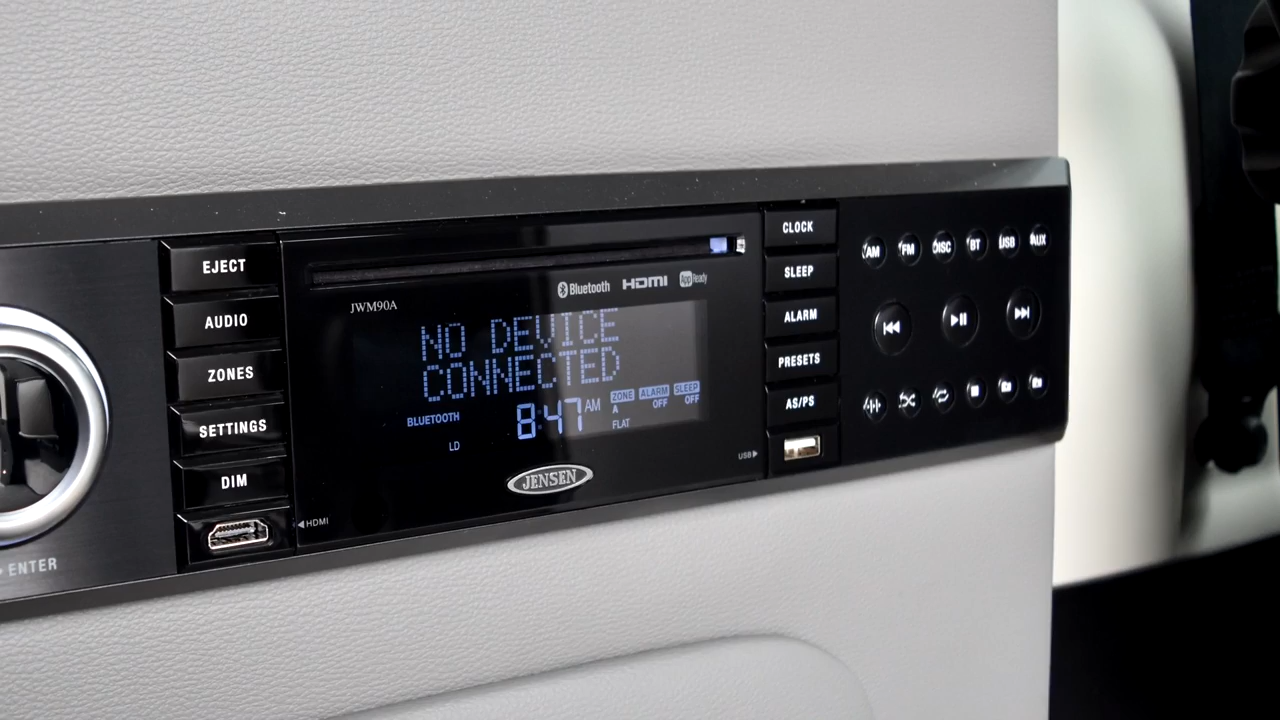 EJECT
AUDIO
ZONES
SETTINGS
DIM
◀HDMI
ENTER
JWM90A
Bluetooth HDMI AppReady
NO DEVICE
CONNECTED
BLUETOOTH
LD
8:47 AM
ZONE ALARM SLEEP
A OFF OFF
FLAT
JENSEN
USB▶
CLOCK
SLEEP
ALARM
PRESETS
AS/PS
AM FM DISC BT USB AUX